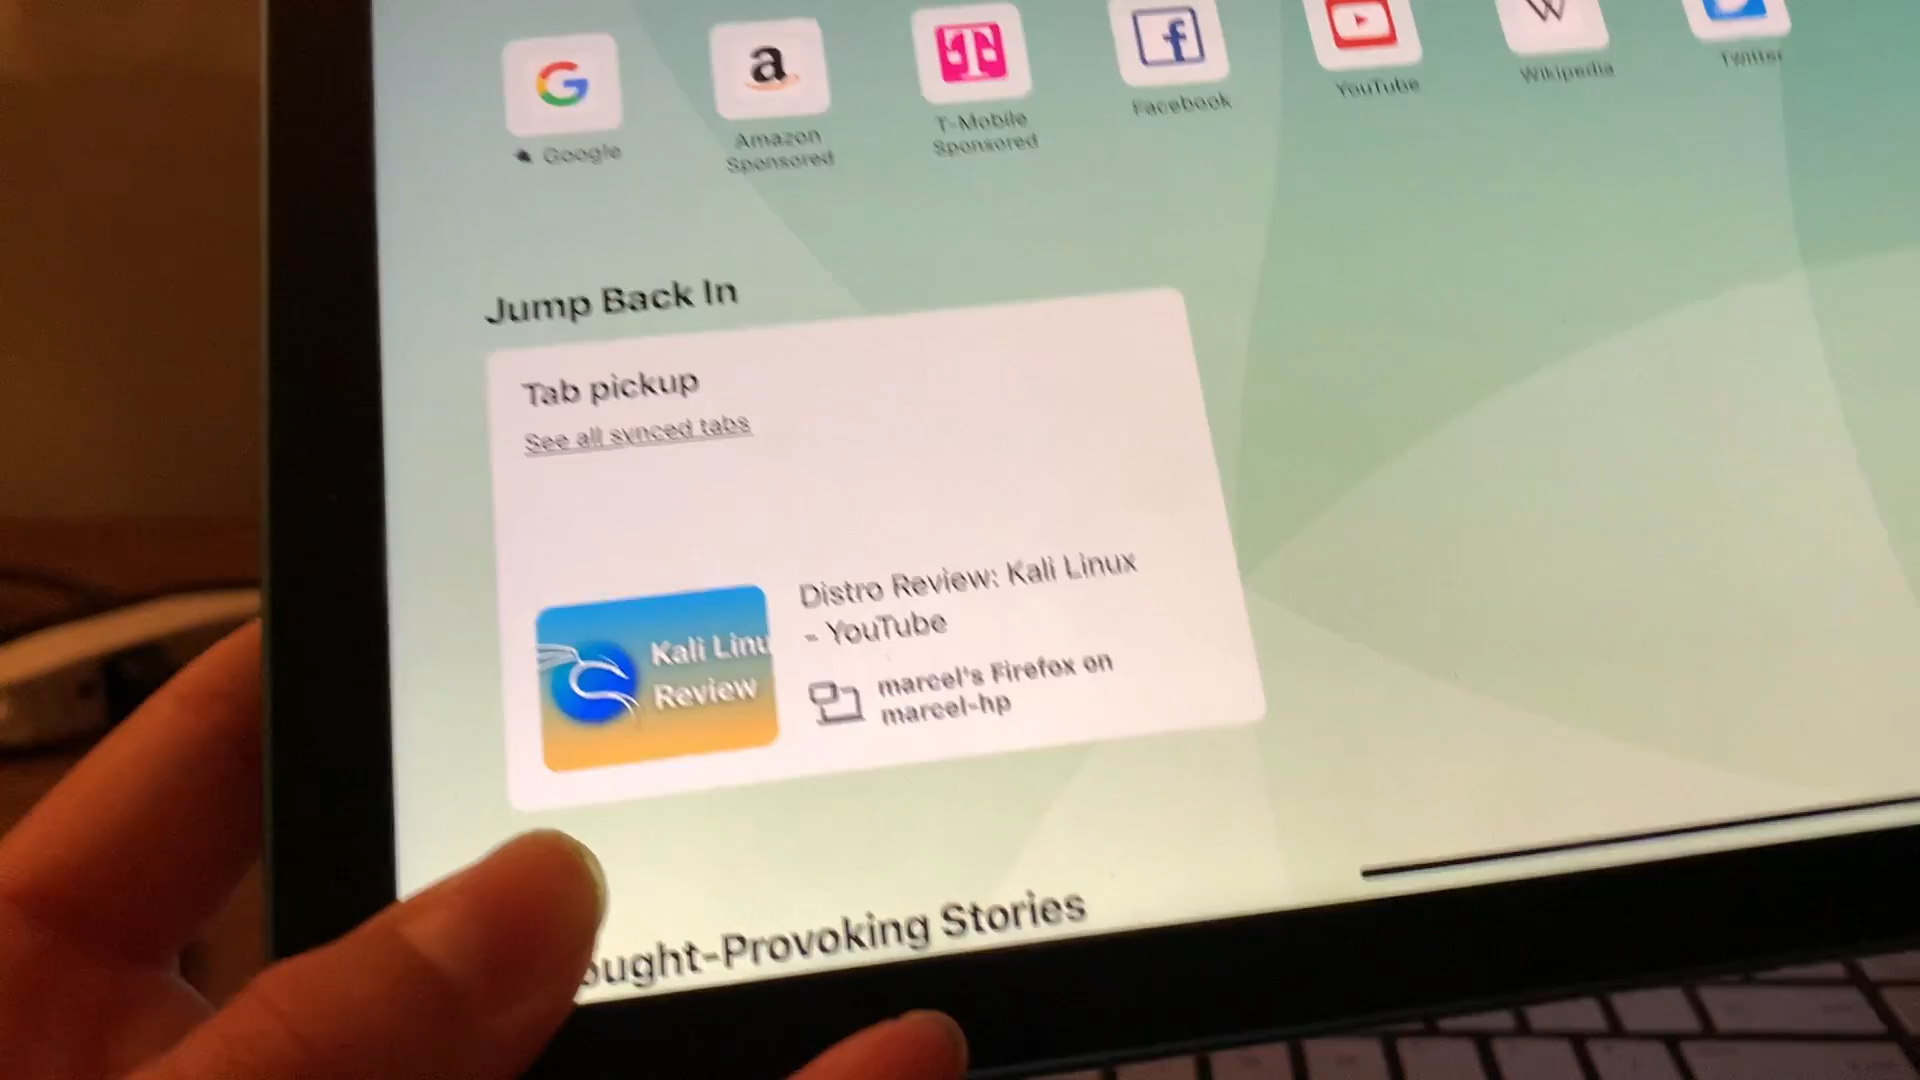 Google
Amazon
Sponsored
T-Mobile
Sponsored
Facebook
YouTube
Wikipedia
Twitter
Jump Back In
Tab pickup
See all synced tabs
Kali Linu
Review
Distro Review: Kali Linux
- YouTube
marcel's Firefox on
marcel-hp
ought-Provoking Stories